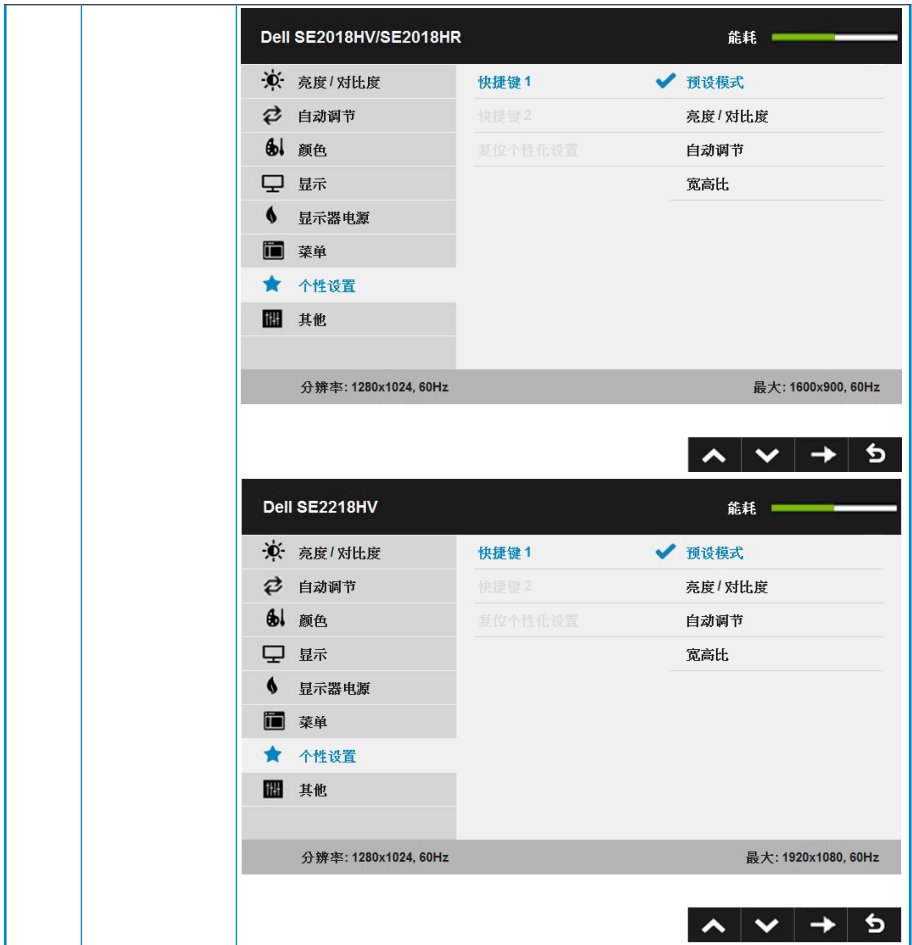 Dell SE2018HV/SE2018HR 能耗
亮度/对比度 快捷键 1 预设模式
自动调节 快捷键 2 亮度/对比度
颜色 复位个性化设置 自动调节
显示 宽高比
显示器电源
菜单
个性设置
其他
分辨率: 1280x1024, 60Hz 最大: 1600x900, 60Hz
Dell SE2218HV 能耗
亮度/对比度 快捷键 1 预设模式
自动调节 快捷键 2 亮度/对比度
颜色 复位个性化设置 自动调节
显示 宽高比
显示器电源
菜单
个性设置
其他
分辨率: 1280x1024, 60Hz 最大: 1920x1080, 60Hz